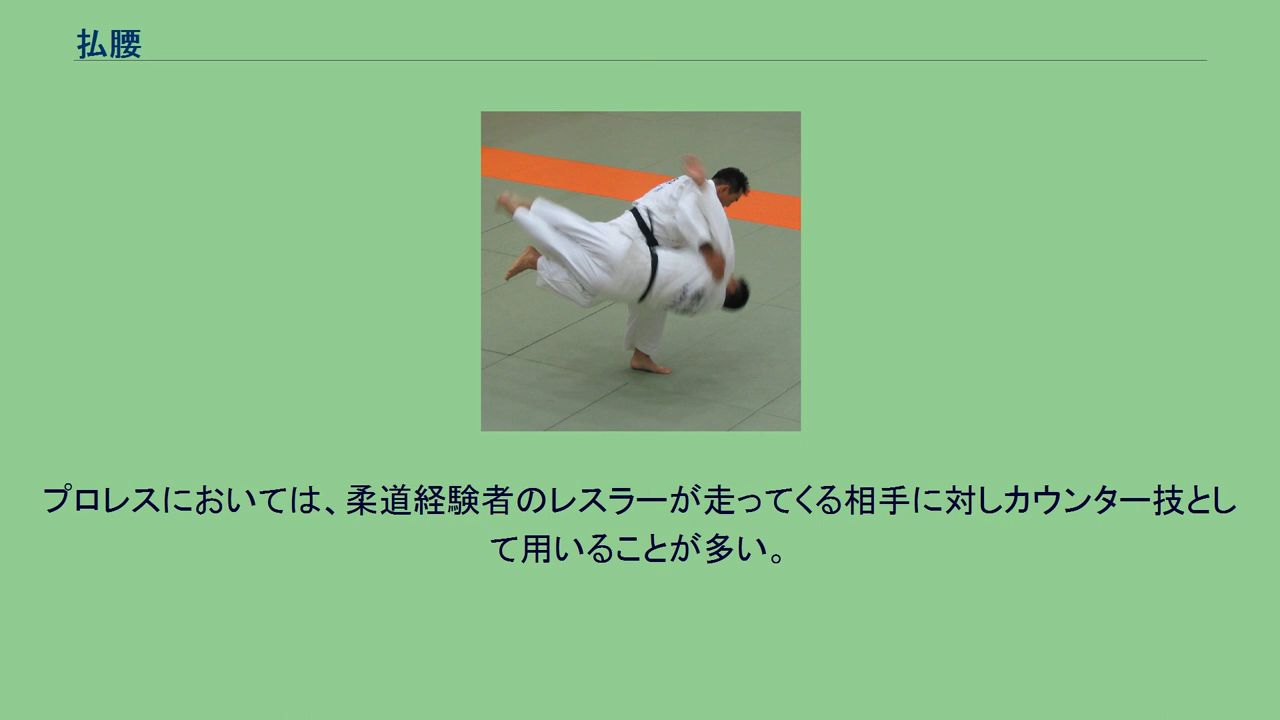 払腰
プロレスにおいては、柔道経験者のレスラーが走ってくる相手に対しカウンター技とし
て用いることが多い。